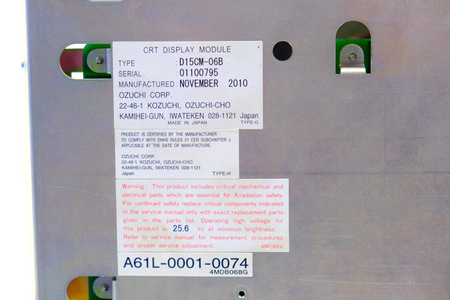 CRT DISPLAY MODULE
TYPE : D15CM-06B
SERIAL : 01100795
MANUFACTURED : NOVEMBER 2010
OZUCHI CORP.
22-46-1 KOZUCHI, OZUCHI-CHO
KAMIHEI-GUN, IWATEKEN 028-1121 Japan
MADE IN JAPAN TYPE-G
PRODUCT IS CERTIFIED BY THE MANUFACTURER
TO COMPLY WITH DHHS RULES 21 CFR SUBCHAPTER J
APPLICABLE AT THE DATE OF MANUFACTURE.
OZUCHI CORP.
22-46-1 KOZUCHI, OZUCHI-CHO
KAMIHEI-GUN, IWATEKEN 028-1121
Japan TYPE-H
Warning : This product includes critical mechanical and
electrical parts which are essential for X-radiation safety.
For continued safety replace critical components indicated
in the service manual only with exact replacement parts
given in the parts list. Operating high voltage for
this product is 25.6 kv at minimum brightness.
Refer to service manual for measurement procedures
and proper service adjustment.
A61L-0001-0074
4MDB068G